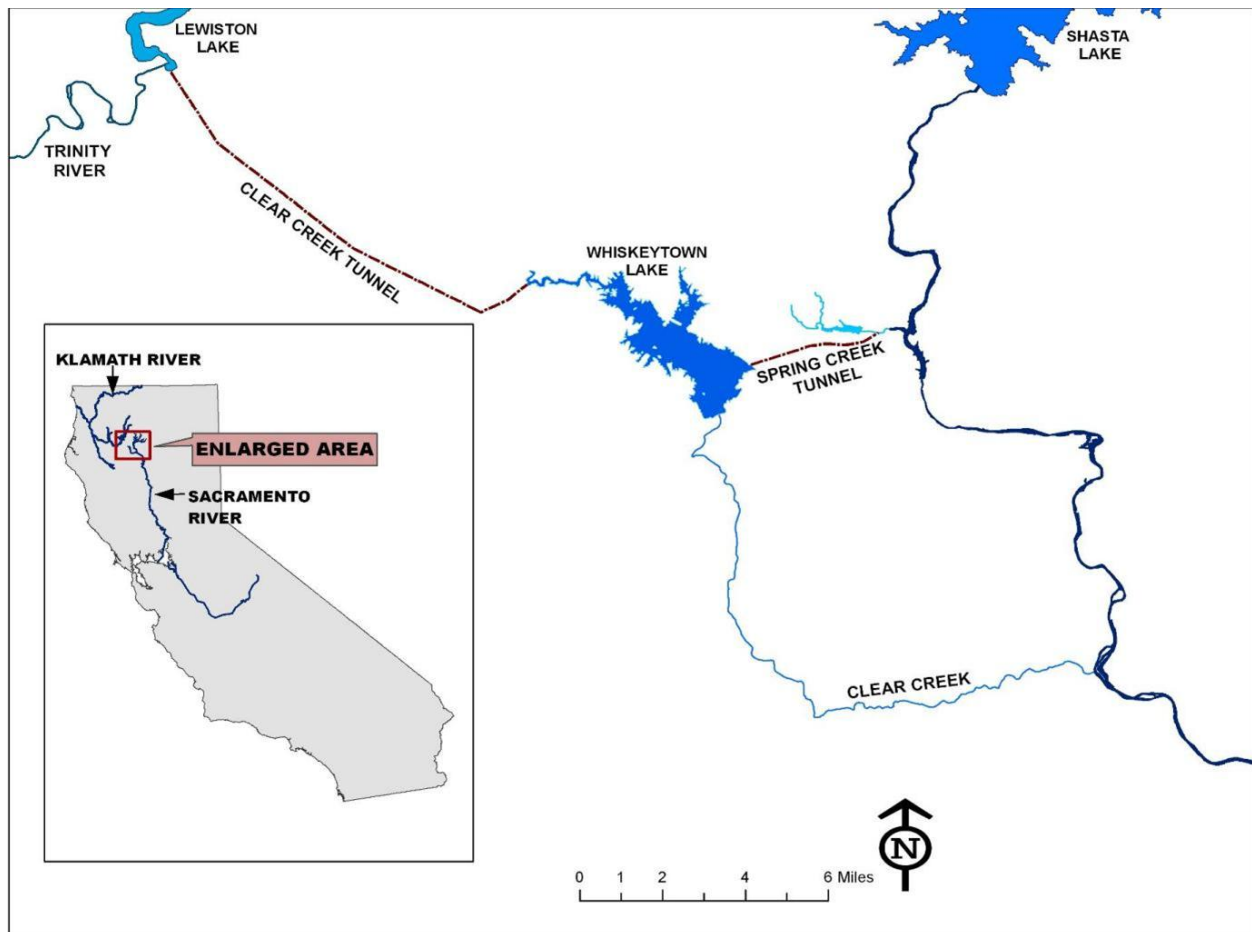 LEWISTON
LAKE
SHASTA
LAKE
TRINITY
RIVER
CLEAR CREEK TUNNEL
WHISKEYTOWN
LAKE
SPRING CREEK
TUNNEL
KLAMATH RIVER
ENLARGED AREA
SACRAMENTO
RIVER
CLEAR CREEK
N
0 1 2 4 6 Miles